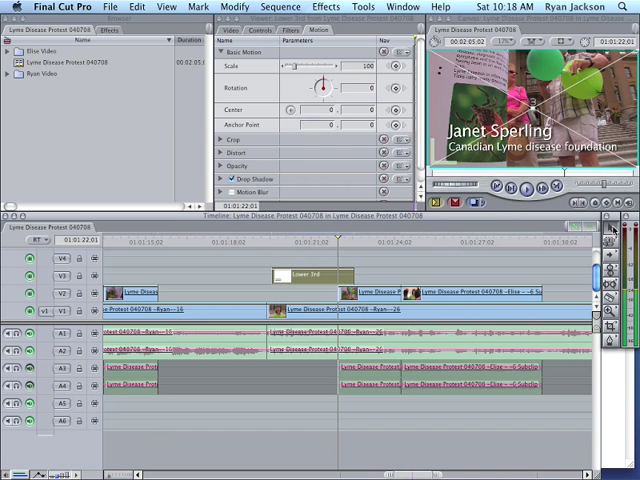 Final Cut Pro File Edit View Mark Modify Sequence Effects Tools Window Help Sat 10:18 AM Ryan Jackson
Browser
Viewer: Lower 3rd from Lyme Disease Protest 040708
Canvas: Lyme Disease Protest 040708 in Lyme Disease
Lyme Disease Protest 040708 Effects
Video Controls Filters Motion
Lyme Disease Protest 040708
Name Duration
Name Parameters Nav
00:02:05;02 12% 01:01:22;01
Elise Video
Lyme Disease Protest 040708 00:02:05;02
Ryan Video
Basic Motion
Scale 100
Rotation 0
Center 0 , 0
Anchor Point 0 , 0
Crop
Distort
Opacity
Drop Shadow
Motion Blur
01:01:22;01
Janet Sperling
Canadian Lyme disease foundation
Timeline: Lyme Disease Protest 040708 in Lyme Disease Protest 040708
Lyme Disease Protest 040708
RT 01:01:22;01 01:01:15;02 01:01:18;02 01:01:21;02 01:01:24;00 01:01:27;00 01:01:30;02
V4
V3 Lower 3rd
V2 Lyme Diseas Lyme Disease P Lyme Disease Protest 040708 -Elise - -6 Sub
v1 V1 e Protest 040708 -Ryan--16 Lyme Disease Protest 040708 -Ryan--26
A1 otest 040708 -Ryan--16 Lyme Disease Protest 040708 -Ryan--26
A2 otest 040708 -Ryan--16 Lyme Disease Protest 040708 -Ryan--26
A3 Lyme Disease Prot Lyme Disease Protest Lyme Disease Protest 040708 -Elise - -6 Subclip
A4 Lyme Disease Prot Lyme Disease Protest Lyme Disease Protest 040708 -Elise - -6 Subclip
A5
A6